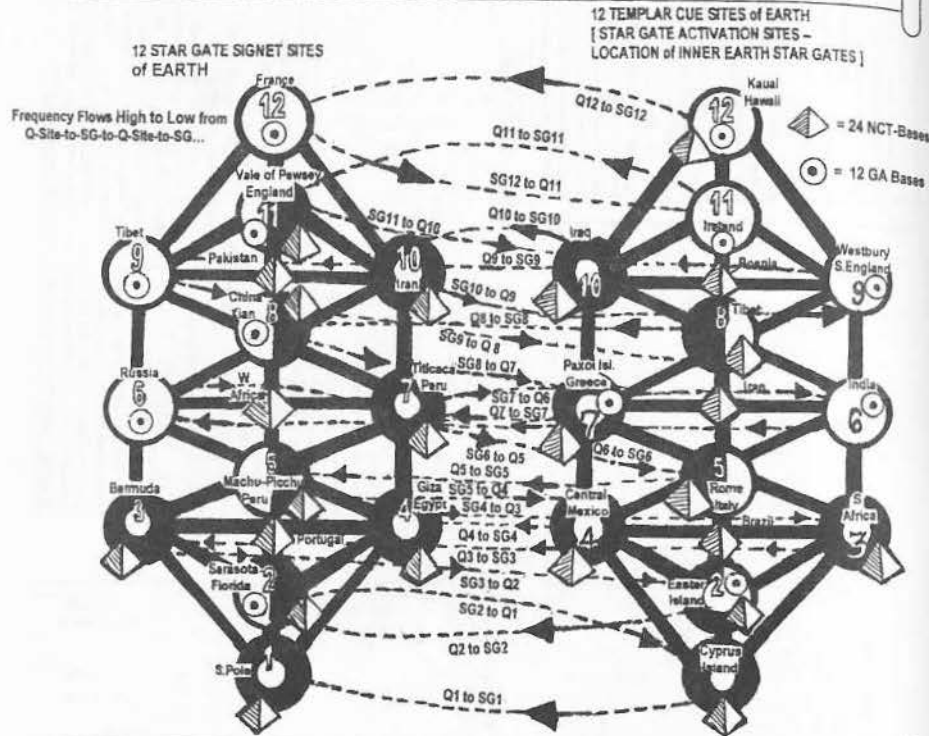 12 TEMPLAR CUE SITES of EARTH
[ STAR GATE ACTIVATION SITES –
LOCATION of INNER EARTH STAR GATES ]
12 STAR GATE SIGNET SITES
of EARTH
Frequency Flows High to Low from
Q-Site-to-SG-to-Q-Site-to-SG...
France
12
Kauai
Hawaii
12
= 24 NCT-Bases
= 12 GA Bases
Q12 to SG12
Q11 to SG11
SG12 to Q11
Vale of Pewsey
England
11
11
Ireland
SG11 to Q10
Q10 to SG10
Tibet
9
Pakistan
10
Iran
Iraq
10
Q9 to SG9
Bosnia
Westbury
S.England
9
SG10 to Q9
China
8
Q8 to SG8
Tibet
8
SG9 to Q 8
SG8 to Q7
Russia
6
W
Africa
Titicaca
Peru
7
SG7 to Q6
Q7 to SG7
Paxoi Isl.
Greece
7
Iran
India
6
SG6 to Q5
Q6 to SG6
Q5 to SG5
5
Machu-Picchu
Peru
SG5 to Q4
5
Rome
Italy
Bermuda
3
Giza
Egypt
4
SG4 to Q3
Central
Mexico
4
Brazil
S
Africa
3
Portugal
Q4 to SG4
Q3 to SG3
Sarasota
Florida
2
SG3 to Q2
Easter
Island
2
SG2 to Q1
Q2 to SG2
S.Pole
1
Cyprus
Island
Q1 to SG1